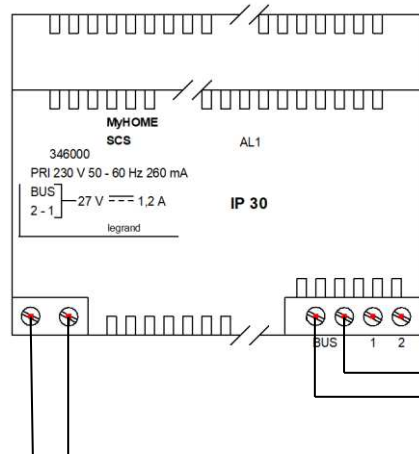 MyHOME
SCS
AL1
346000
PRI 230 V 50 - 60 Hz 260 mA
BUS
2 - 1
27 V 1,2 A
IP 30
legrand
BUS 1 2